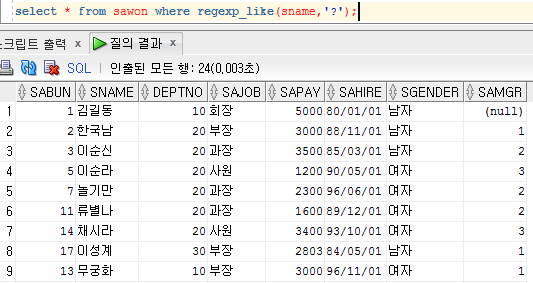 select * from sawon where regexp_like(sname,'?');
스크립트 출력 x 질의 결과 x
SQL | 인출된 모든 행: 24(0,003초)
SABUN SNAME DEPTNO SAJOB SAPAY SAHIRE SGENDER SAMGR
1 1 김길동 10 회장 5000 80/01/01 남자 (null)
2 2 한국남 20 부장 3000 88/11/01 남자 1
3 3 이순신 20 과장 3500 85/03/01 남자 2
4 5 이순라 20 사원 1200 90/05/01 여자 3
5 7 놀기만 20 과장 2300 96/06/01 여자 2
6 11 류별나 20 과장 1600 89/12/01 여자 2
7 14 채시라 20 사원 3400 93/10/01 여자 3
8 17 이성계 30 부장 2803 84/05/01 남자 1
9 13 무궁화 10 부장 3000 96/11/01 여자 1